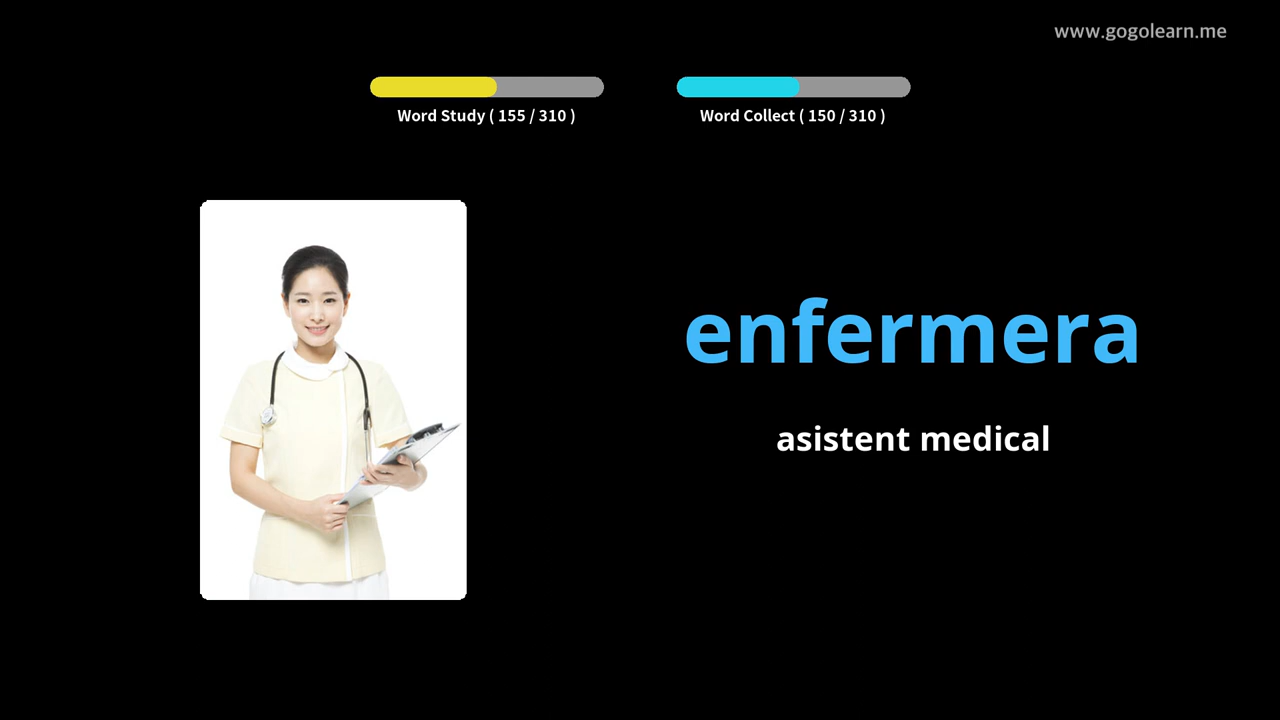 www.gogolearn.me
Word Study ( 155 / 310 )
Word Collect ( 150 / 310 )
enfermera
asistent medical